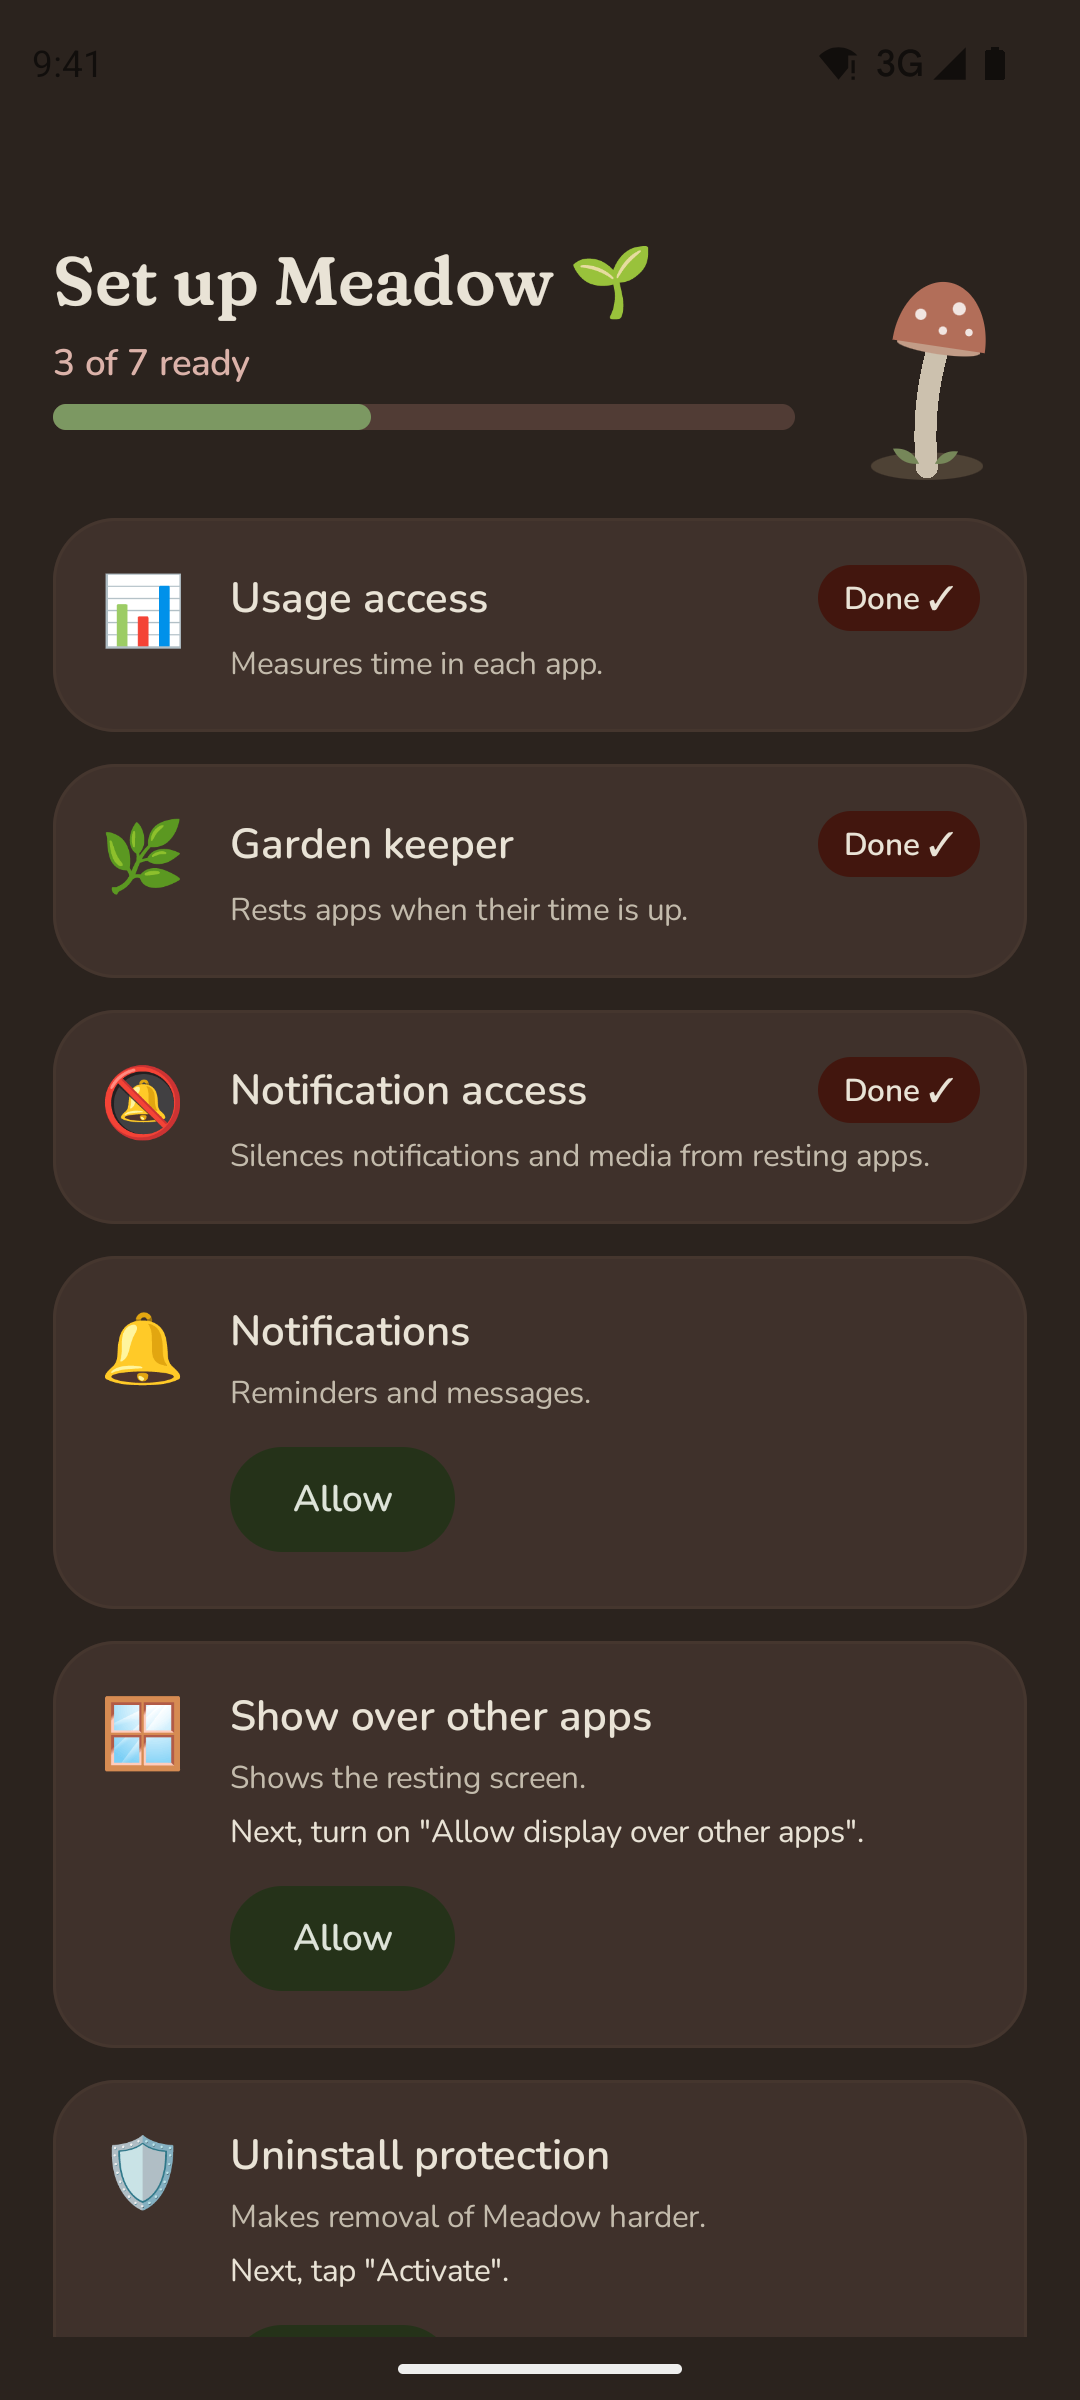 9:41
3G
Set up Meadow
3 of 7 ready
Usage access
Done ✓
Measures time in each app.
Garden keeper
Done ✓
Rests apps when their time is up.
Notification access
Done ✓
Silences notifications and media from resting apps.
Notifications
Reminders and messages.
Allow
Show over other apps
Shows the resting screen.
Next, turn on "Allow display over other apps".
Allow
Uninstall protection
Makes removal of Meadow harder.
Next, tap "Activate".